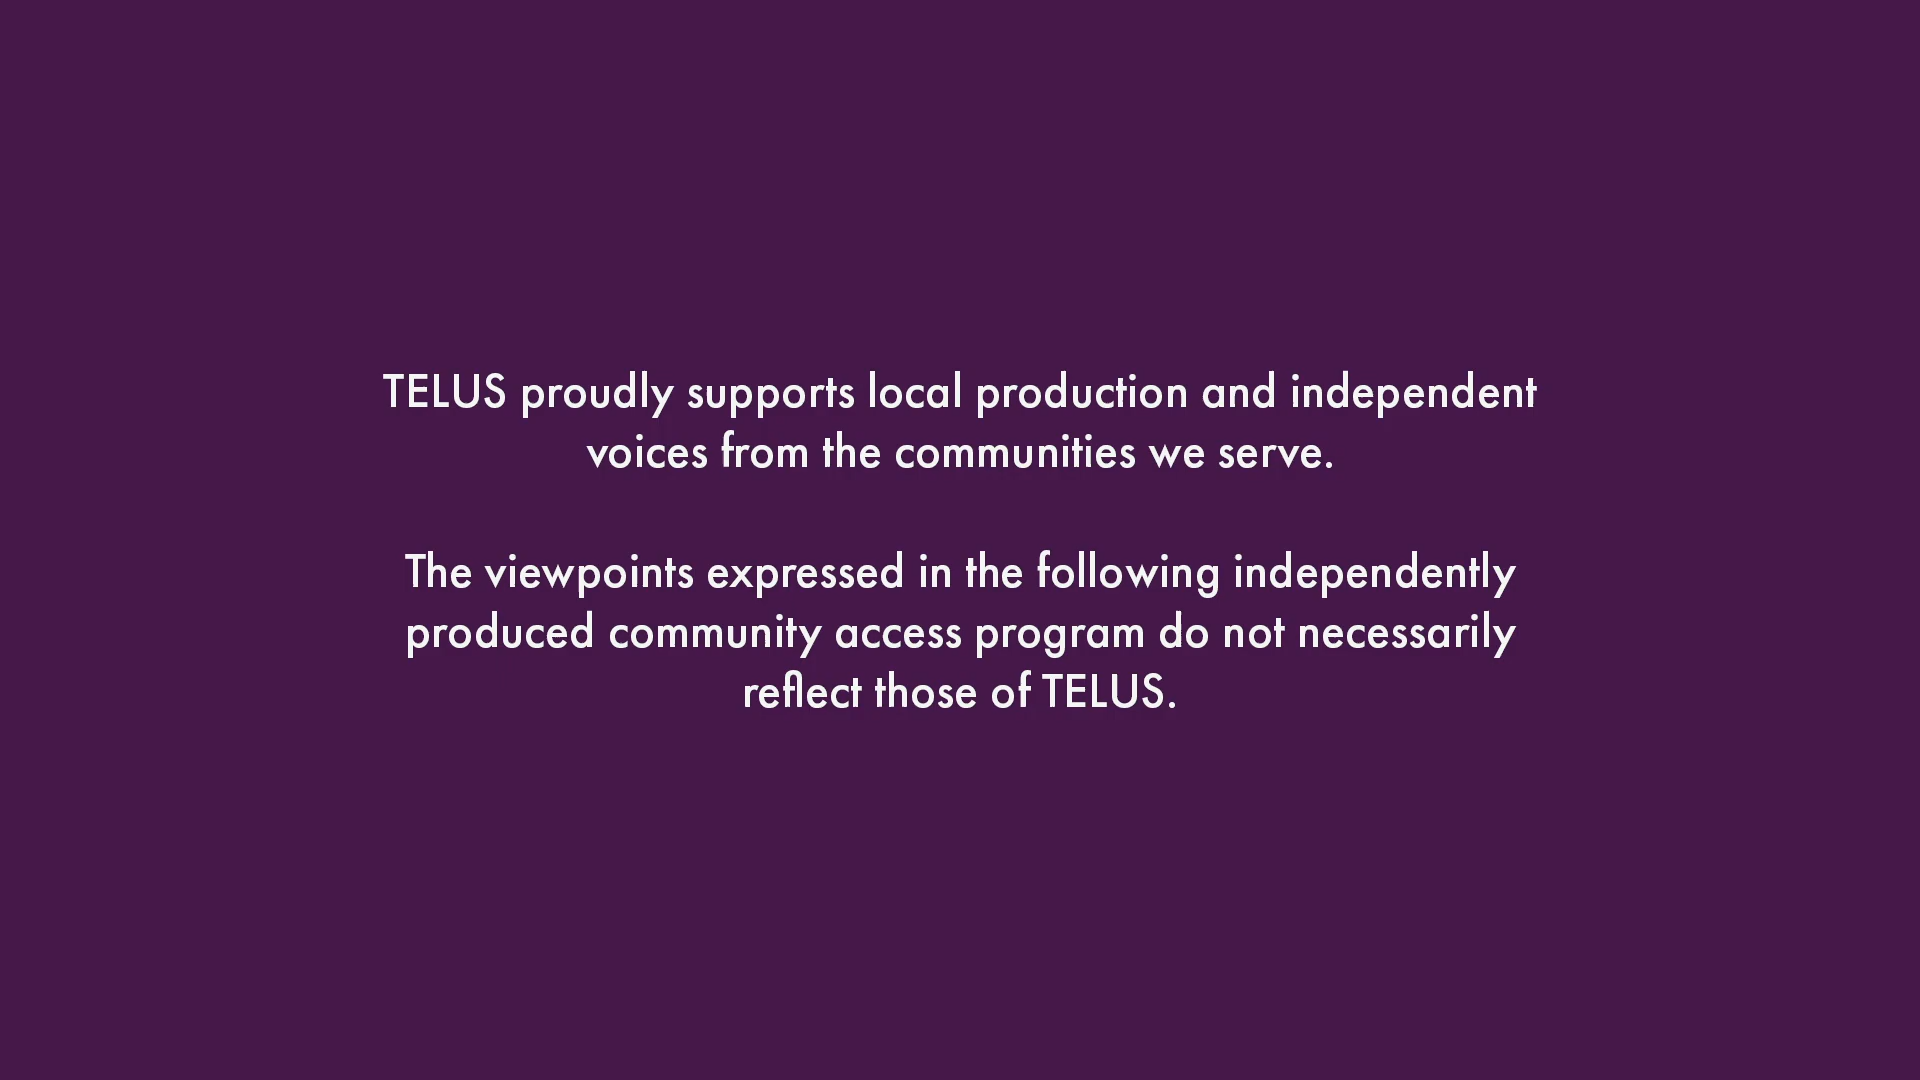 TELUS proudly supports local production and independent
voices from the communities we serve.
The viewpoints expressed in the following independently
produced community access program do not necessarily
reflect those of TELUS.